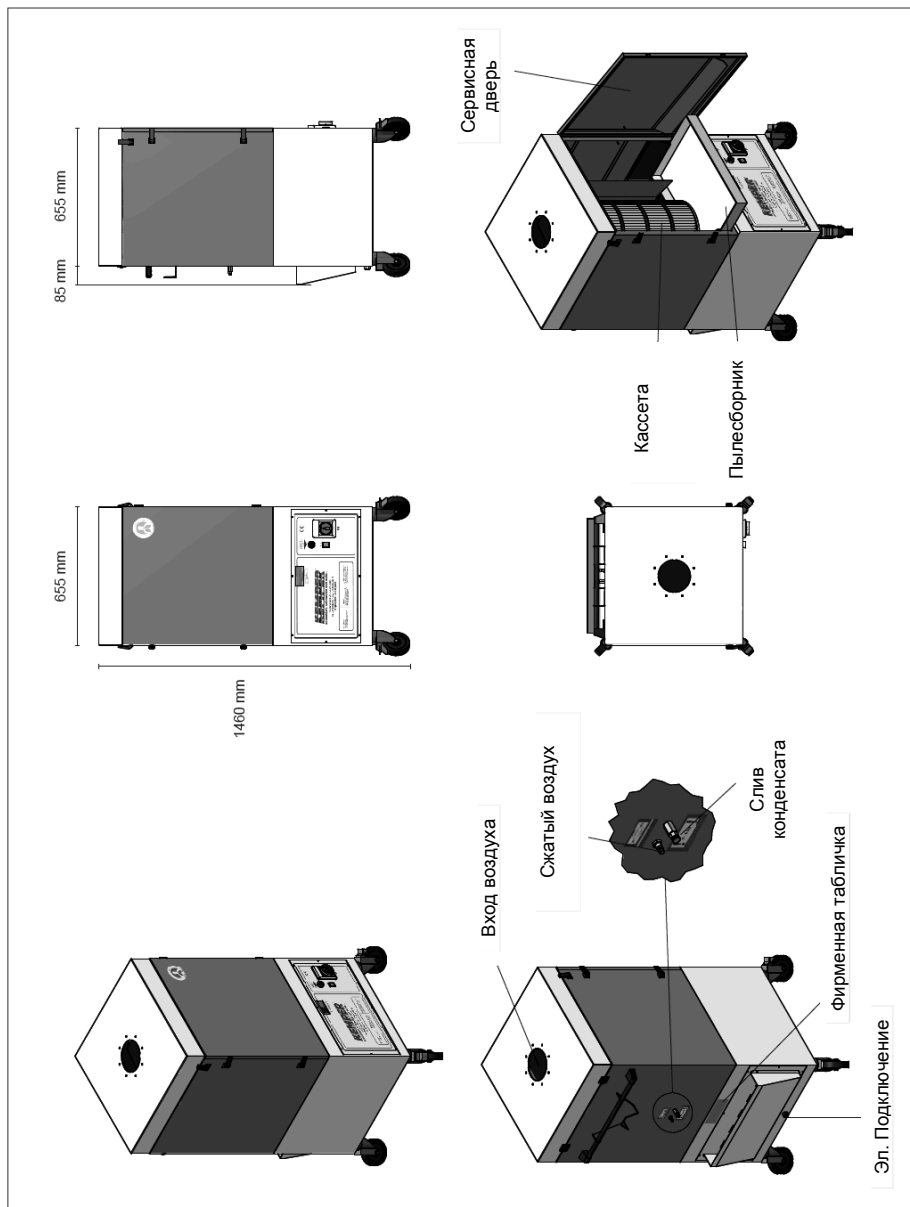 655 mm
85 mm
655 mm
1460 mm
Сервисная
дверь
Кассета
Пылесборник
KEMPER
Вход воздуха
Сжатый воздух
Слив
конденсата
Фирменная табличка
Эл. Подключение